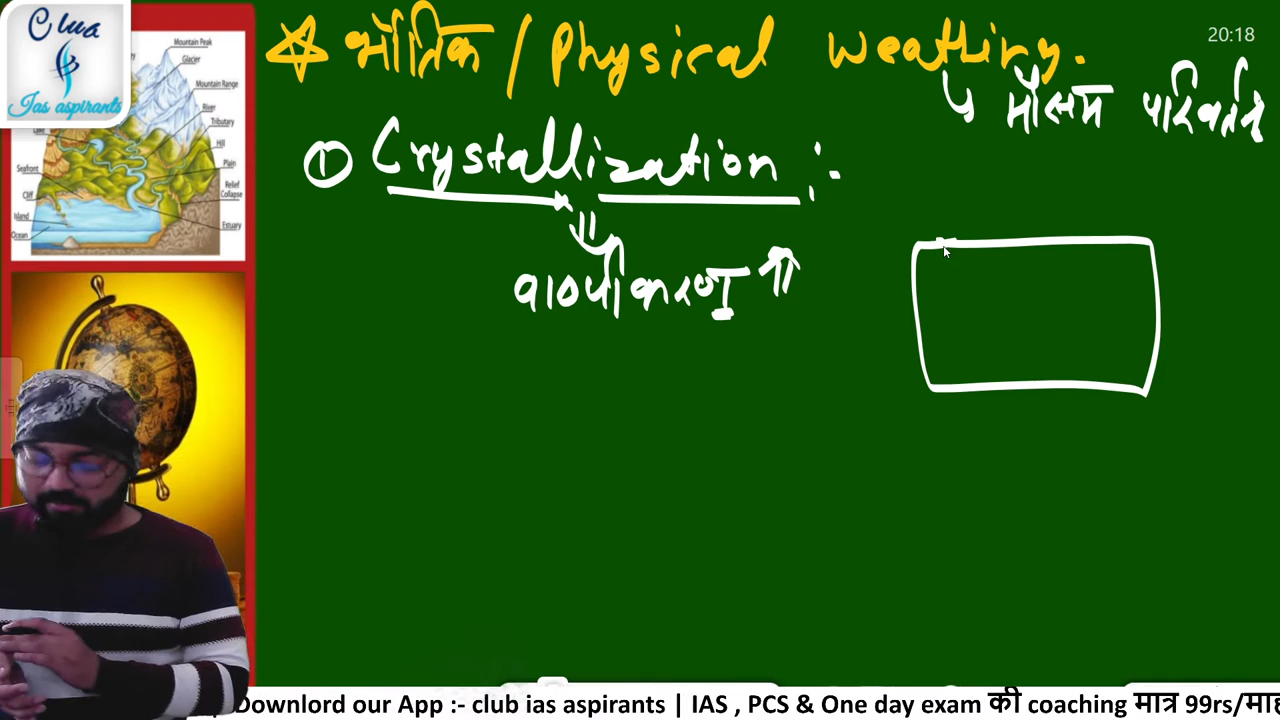 Club
Ias aspirants
Mountain Peak
Glacier
Mountain Range
River
Tributary
Lake
Hill
Seafront
Plain
Cliff
Relief
Collapse
Island
Estuary
Ocean
20:18
भौतिक / Physical weathring.
↳ मौसम परिवर्तन
① Crystallization :-
वाष्पीकरण ⇑
Downlord our App :- club ias aspirants | IAS , PCS & One day exam की coaching मात्र 99rs/माह